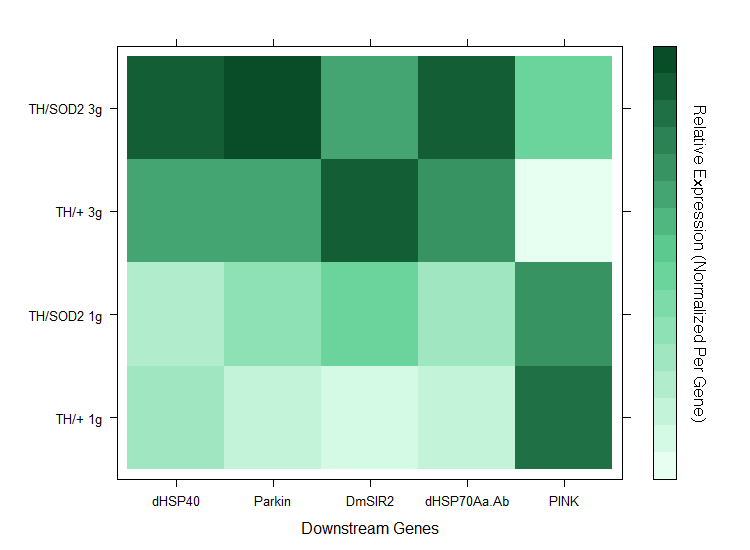 TH/SOD2 3g
TH/+ 3g
TH/SOD2 1g
TH/+ 1g
dHSP40 Parkin DmSIR2 dHSP70Aa.Ab PINK
Downstream Genes
Relative Expression (Normalized Per Gene)